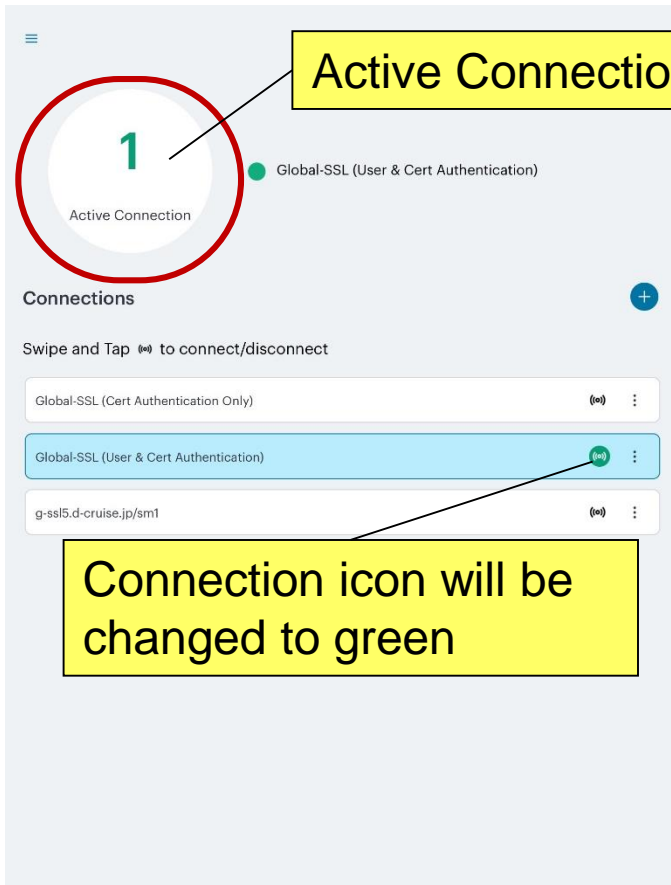 Active Connectio
1
Active Connection
Global-SSL (User & Cert Authentication)
Connections
Swipe and Tap to connect/disconnect
Global-SSL (Cert Authentication Only)
Global-SSL (User & Cert Authentication)
g-ssl5.d-cruise.jp/sm1
Connection icon will be
changed to green